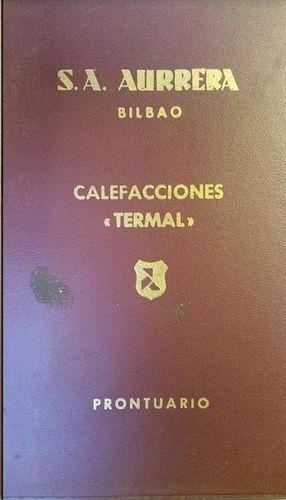 S. A. AURRERA
BILBAO
CALEFACCIONES
« TERMAL »
PRONTUARIO